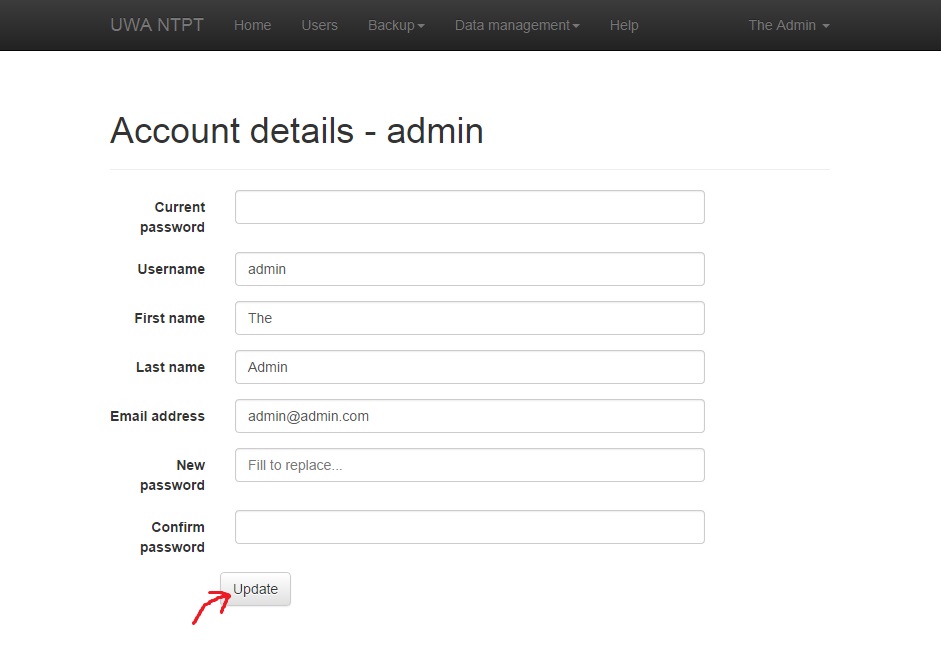 UWA NTPT Home Users Backup Data management Help The Admin
Account details - admin
Current
password
Username admin
First name The
Last name Admin
Email address admin@admin.com
New
password
Fill to replace...
Confirm
password
Update